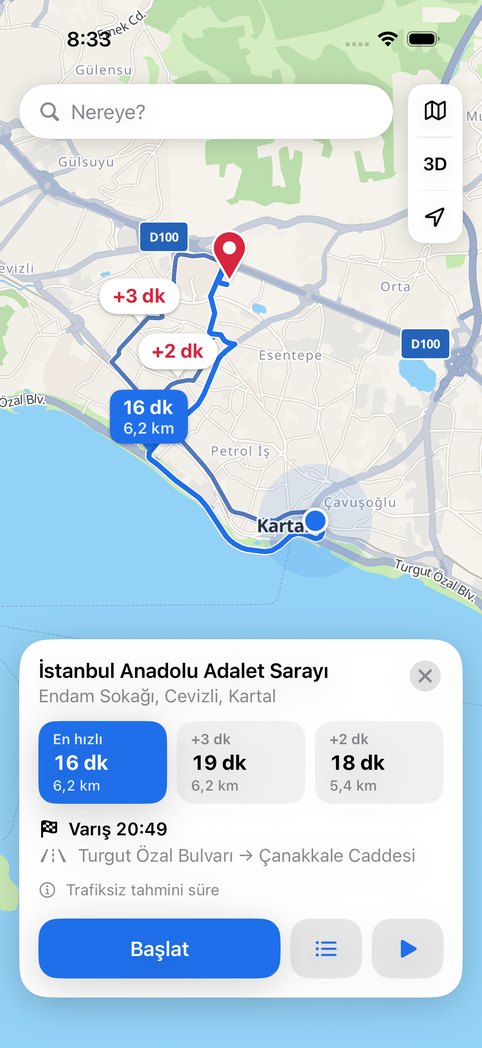 8:33
Emek Cd.
Gülensu
Nereye?
3D
Gülsuyu
D100
evizli
+3 dk
Orta
+2 dk
Esentepe
D100
16 dk
6,2 km
Özal Blv.
Petrol İş
Çavuşoğlu
Karta
Turgut Özal Blv.
İstanbul Anadolu Adalet Sarayı
Endam Sokağı, Cevizli, Kartal
En hızlı
16 dk
6,2 km
+3 dk
19 dk
6,2 km
+2 dk
18 dk
5,4 km
Varış 20:49
Turgut Özal Bulvarı → Çanakkale Caddesi
Trafiksiz tahmini süre
Başlat